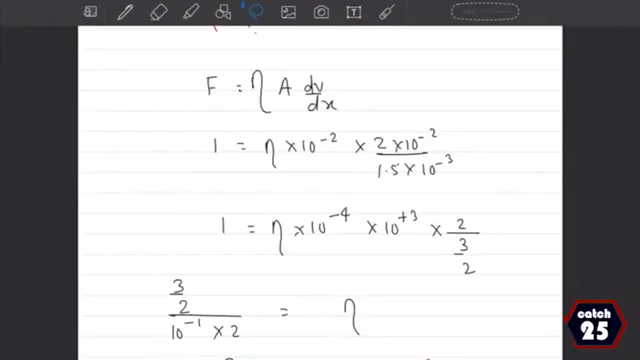 F = η A dv/dx
1 = η × 10⁻² × 2 × 10⁻² / 1.5 × 10⁻³
1 = η × 10⁻⁴ × 10⁺³ × 2 / 3/2
3/2 / 10⁻¹ × 2 = η
catch
25